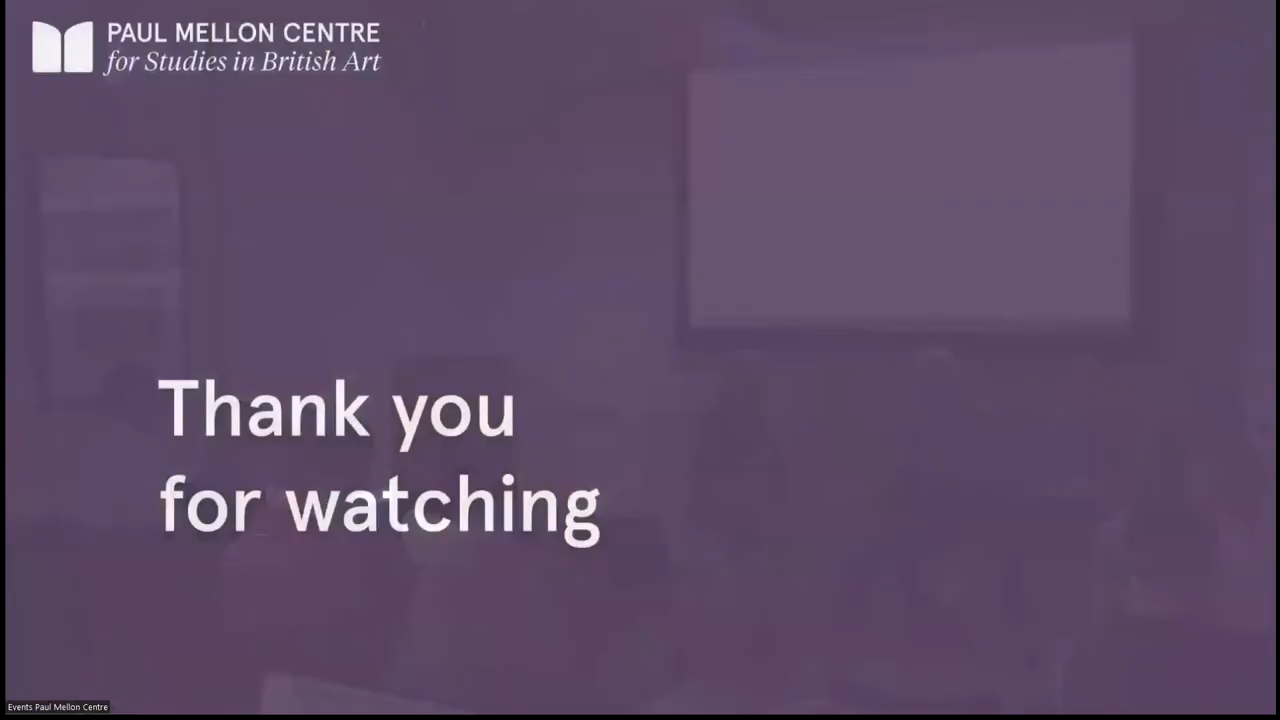 PAUL MELLON CENTRE
for Studies in British Art
Thank you
for watching
Events Paul Mellon Centre